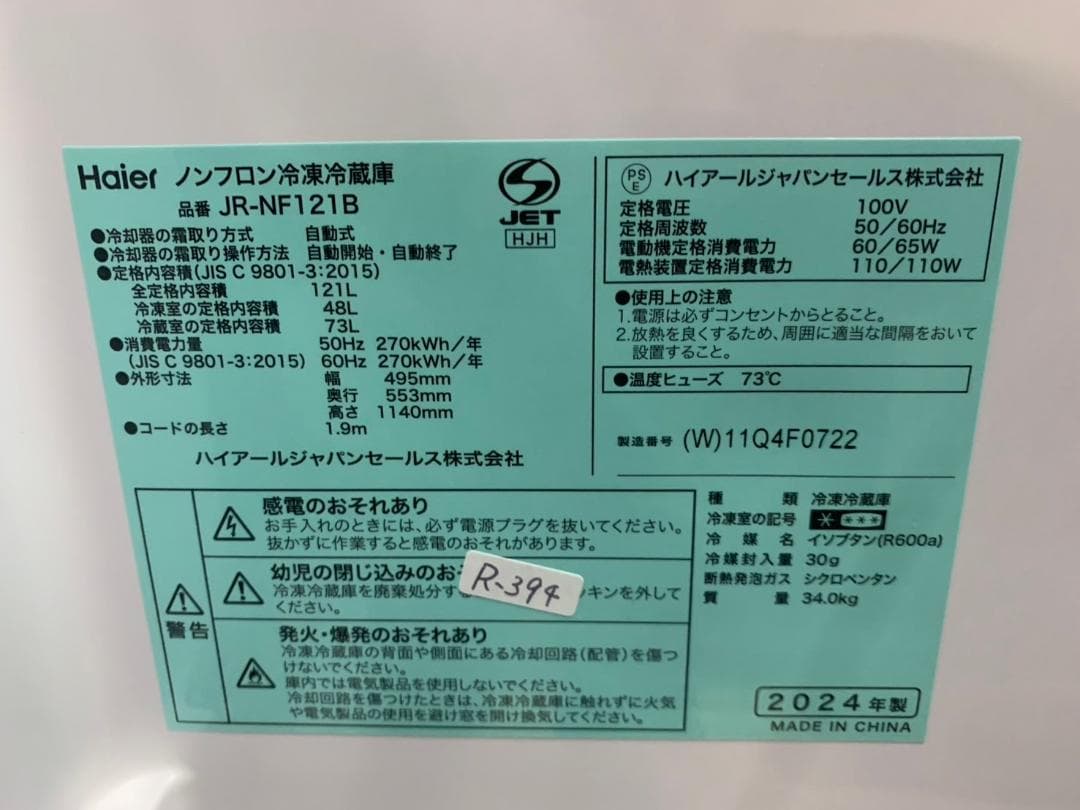 Haier ノンフロン冷凍冷蔵庫
品番 JR-NF121B
●冷却器の霜取り方式 自動式
●冷却器の霜取り操作方法 自動開始・自動終了
●定格内容積(JIS C 9801-3:2015)
全定格内容積 121L
冷凍室の定格内容積 48L
冷蔵室の定格内容積 73L
●消費電力量 50Hz 270kWh/年
(JIS C 9801-3:2015) 60Hz 270kWh/年
●外形寸法 幅 495mm
奥行 553mm
高さ 1140mm
●コードの長さ 1.9m
ハイアールジャパンセールス株式会社
JET
HJH
PS
E
ハイアールジャパンセールス株式会社
定格電圧 100V
定格周波数 50/60Hz
電動機定格消費電力 60/65W
電熱装置定格消費電力 110/110W
●使用上の注意
1.電源は必ずコンセントからとること。
2.放熱を良くするため、周囲に適当な間隔をおいて
設置すること。
●温度ヒューズ 73℃
製造番号 (W)11Q4F0722
警告
感電のおそれあり
お手入れのときには、必ず電源プラグを抜いてください。
抜かずに作業すると感電のおそれがあります。
幼児の閉じ込みのおそ
冷凍冷蔵庫を廃棄処分す
ッキンを外して
ください。
R-394
発火・爆発のおそれあり
冷凍冷蔵庫の背面や側面にある冷却回路(配管)を傷つ
けないでください。
庫内では電気製品を使用しないでください。
冷却回路を傷つけたときは、冷凍冷蔵庫に触れずに火気
や電気製品の使用を避け窓を開け換気してください。
種類 冷凍冷蔵庫
冷凍室の記号 * ***
冷媒名 イソブタン(R600a)
冷媒封入量 30g
断熱発泡ガス シクロペンタン
質量 34.0kg
2024年製
MADE IN CHINA